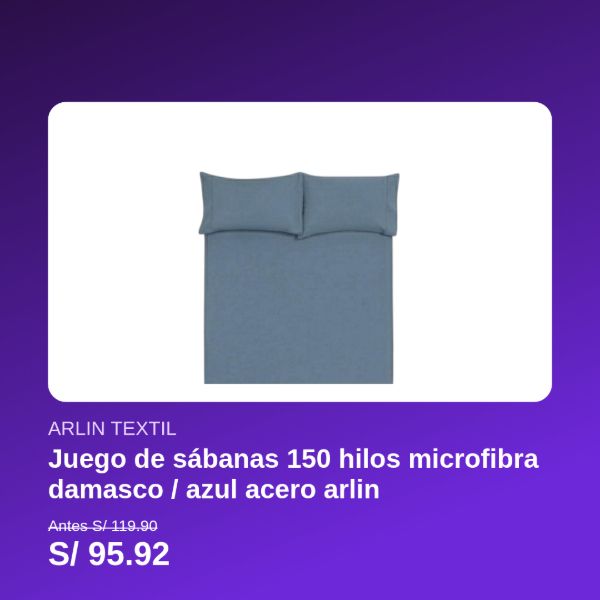 ARLIN TEXTIL
Juego de sábanas 150 hilos microfibra
damasco / azul acero arlin
Antes S/ 119.90
S/ 95.92